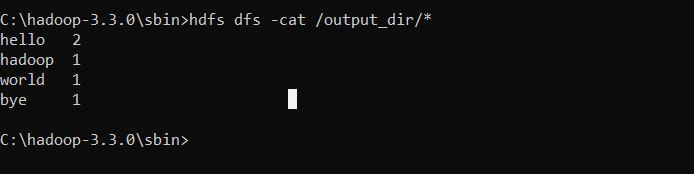 C:\hadoop-3.3.0\sbin>hdfs dfs -cat /output_dir/*
hello   2
hadoop  1
world   1
bye     1
C:\hadoop-3.3.0\sbin>